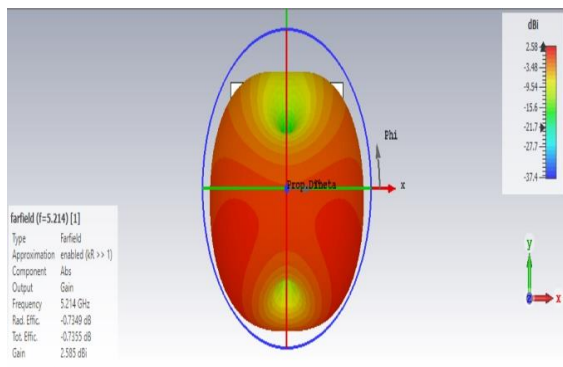 dBi
2.58
-3.48
-9.54
-15.6
-21.7
-27.7
-37.4
Phi
x
y
x
farfield (f=5.214) [1]
Type Farfield
Approximation enabled (kR >> 1)
Component Abs
Output Gain
Frequency 5.214 GHz
Rad. Effic. -0.7349 dB
Tot. Effic. -0.7355 dB
Gain 2.585 dBi